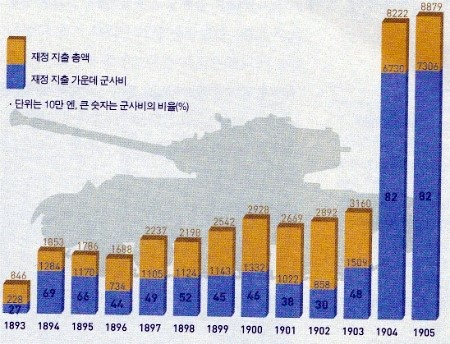 재정 지출 총액
재정 지출 가운데 군사비
· 단위는 10만 엔, 큰 숫자는 군사비의 비율(%)
846 1853 1786 1688 2237 2198 2542 2928 2669 2892 3160 8222 8879
228 1284 1170 734 1105 1124 1143 1332 1022 858 1509 6730 7306
27 69 66 44 49 52 45 46 38 30 48 82 82
1893 1894 1895 1896 1897 1898 1899 1900 1901 1902 1903 1904 1905